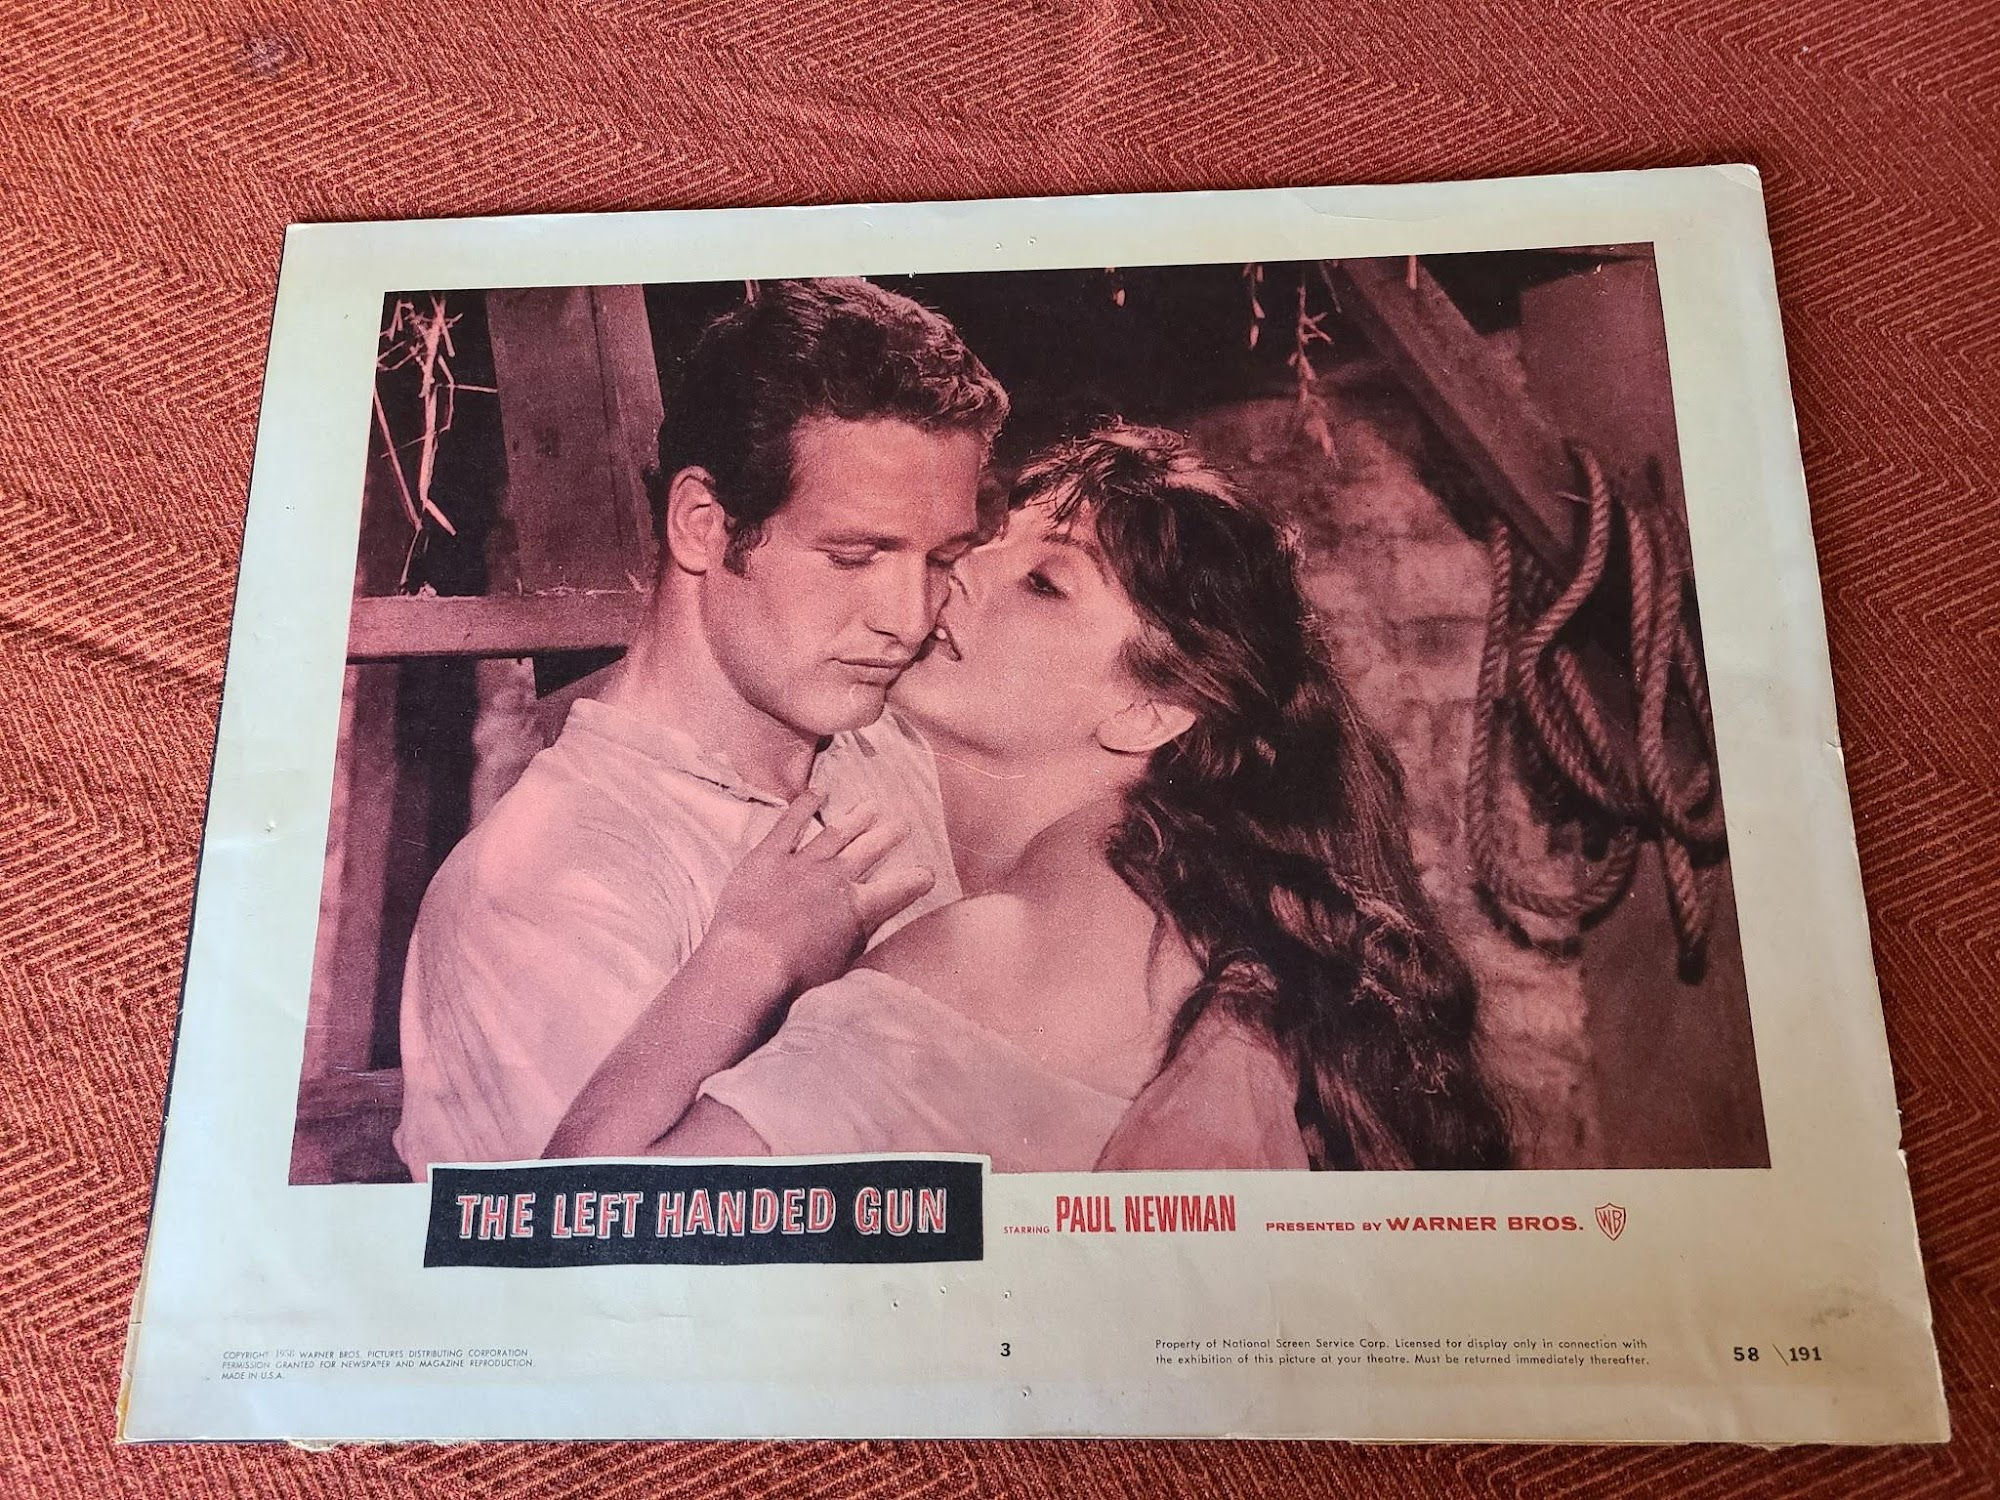 THE LEFT HANDED GUN
STARRING PAUL NEWMAN PRESENTED BY WARNER BROS. WB
COPYRIGHT 1958 WARNER BROS. PICTURES DISTRIBUTING CORPORATION
PERMISSION GRANTED FOR NEWSPAPER AND MAGAZINE REPRODUCTION.
MADE IN U.S.A.
3
Property of National Screen Service Corp. Licensed for display only in connection with
the exhibition of this picture at your theatre. Must be returned immediately thereafter.
58 \191